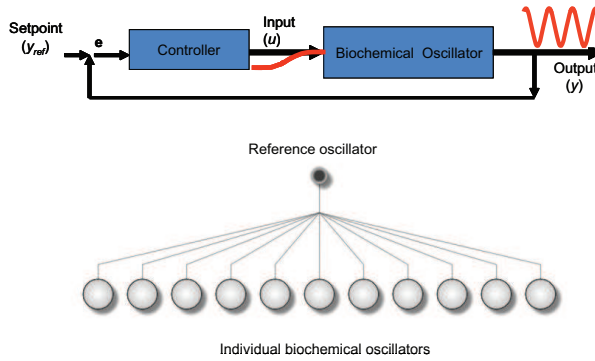 Setpoint
(yref)
e
Controller
Input
(u)
Biochemical Oscillator
Output
(y)
Reference oscillator
Individual biochemical oscillators